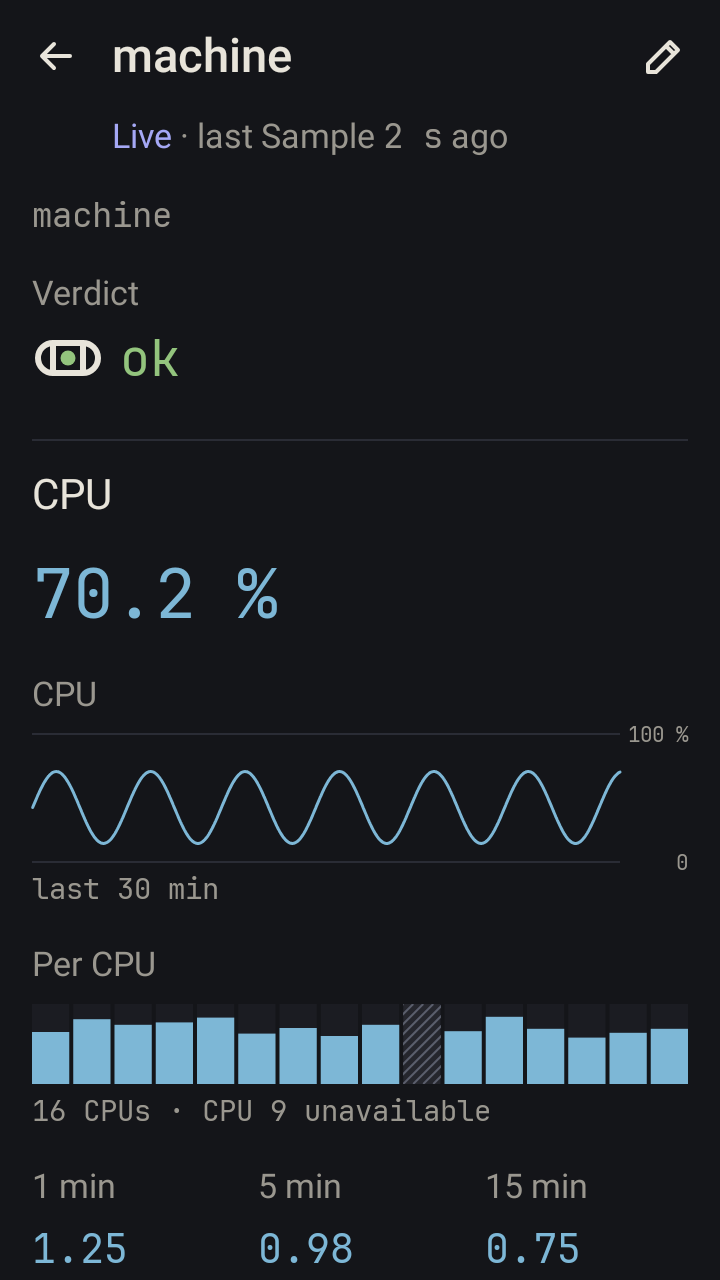 machine
Live · last Sample 2 s ago
machine
Verdict
ok
CPU
70.2 %
CPU
100 %
0
last 30 min
Per CPU
16 CPUs · CPU 9 unavailable
1 min 5 min 15 min
1.25 0.98 0.75